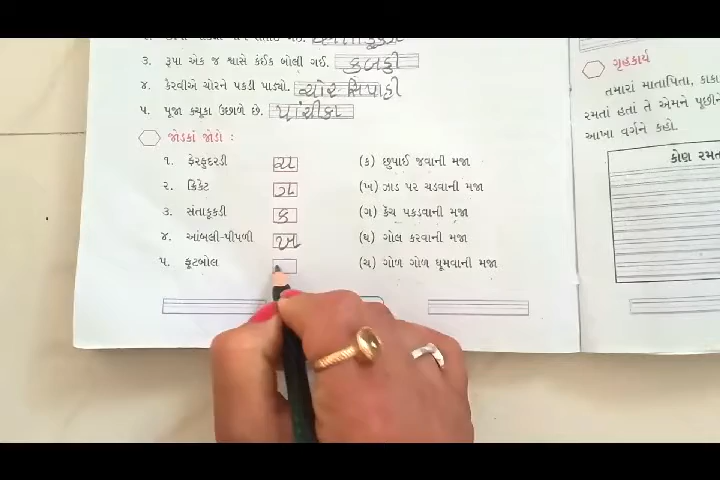 ૩. રૂપા એક જ શ્વાસે કંઈક બોલી ગઈ. કબડ્ડી
૪. કેરવીએ ચોરને પકડી પાડ્યો. ચોર સિપાહી
૫. પૂજા કચૂકા ઉછાળે છે. પાંચીકા
જોડકાં જોડો :
૧. ફેરફુદરડી ચ (ક) છુપાઈ જવાની મજા
૨. ક્રિકેટ ગ (ખ) ઝાડ પર ચડવાની મજા
૩. સંતાકૂકડી ક (ગ) કૅચ પકડવાની મજા
૪. આંબલી-પીપળી ખ (ઘ) ગોલ કરવાની મજા
૫. ફૂટબોલ (ચ) ગોળ ગોળ ઘૂમવાની મજા
ગૃહકાર્ય
તમારાં માતાપિતા, કાકા
રમતાં હતાં તે એમને પૂછીને
આખા વર્ગને કહો.
કોણ રમત